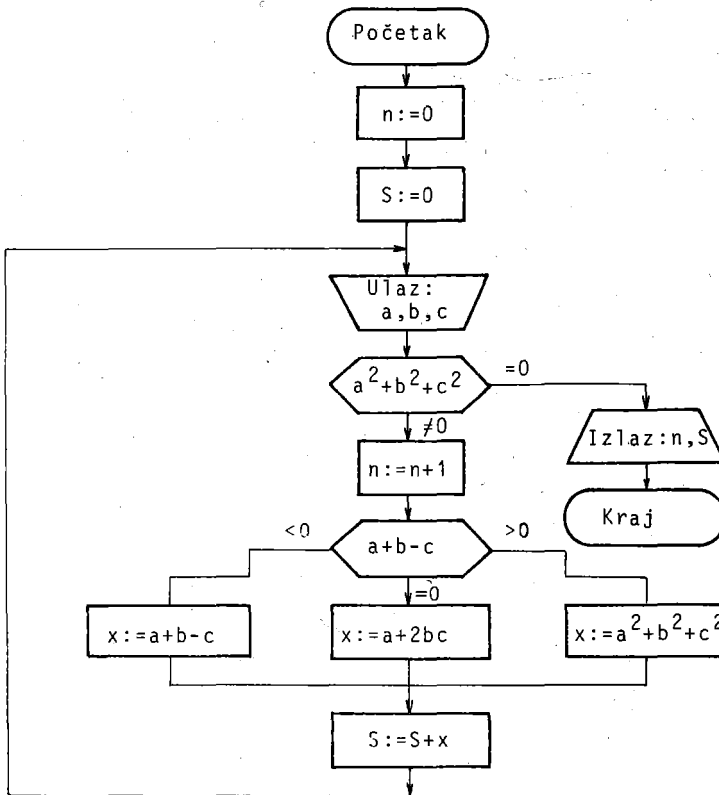 Početak
n:=0
S:=0
Ulaz:
a,b,c
a²+b²+c²
=0
≠0
Izlaz:n,S
n:=n+1
Kraj
<0
a+b-c
>0
=0
x:=a+b-c
x:=a+2bc
x:=a²+b²+c²
S:=S+x